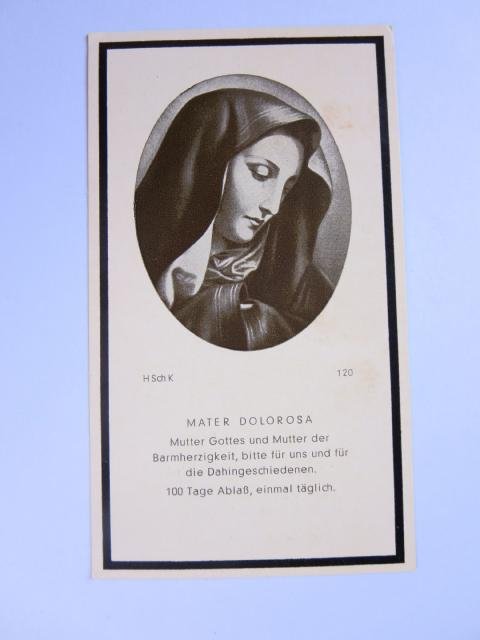 H Sch K 120
MATER DOLOROSA
Mutter Gottes und Mutter der
Barmherzigkeit, bitte für uns und für
die Dahingeschiedenen.
100 Tage Ablaß, einmal täglich.